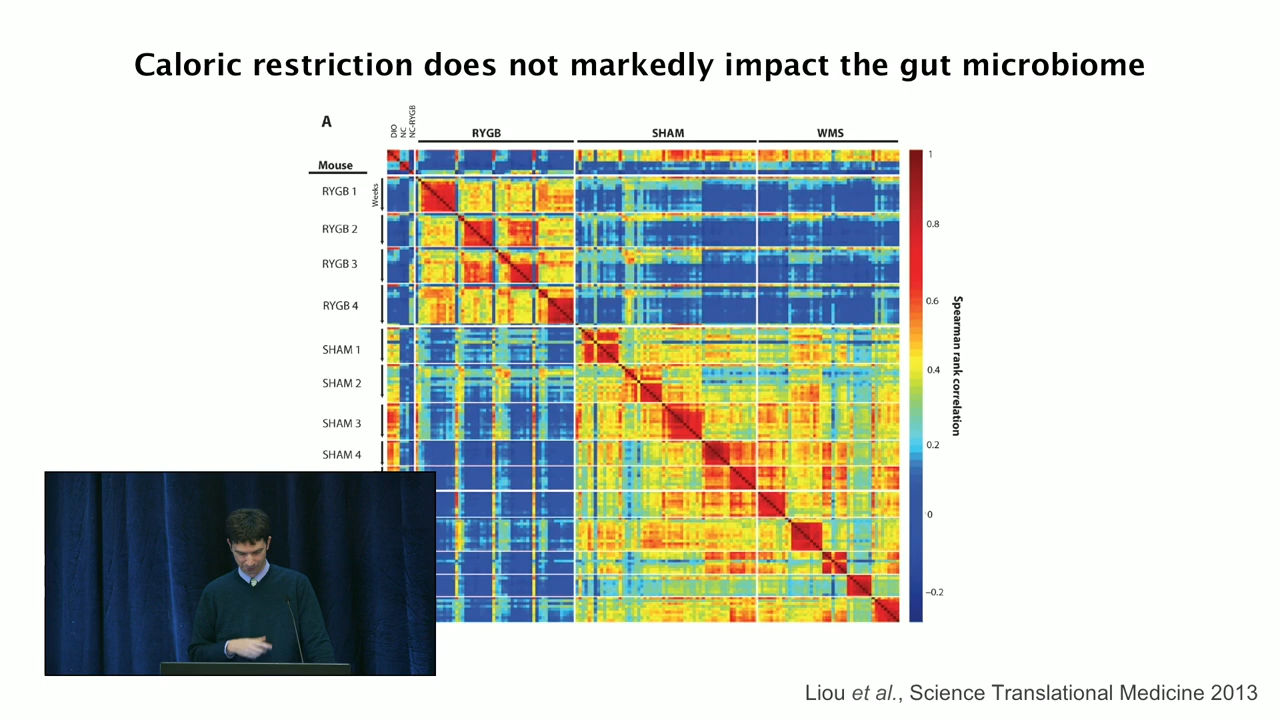 Caloric restriction does not markedly impact the gut microbiome
A
DIO
NC
NC-RYGB
RYGB
SHAM
WMS
Mouse
Weeks
RYGB 1
RYGB 2
RYGB 3
RYGB 4
SHAM 1
SHAM 2
SHAM 3
SHAM 4
1
0.8
0.6
0.4
0.2
0
−0.2
Spearman rank correlation
Liou et al., Science Translational Medicine 2013